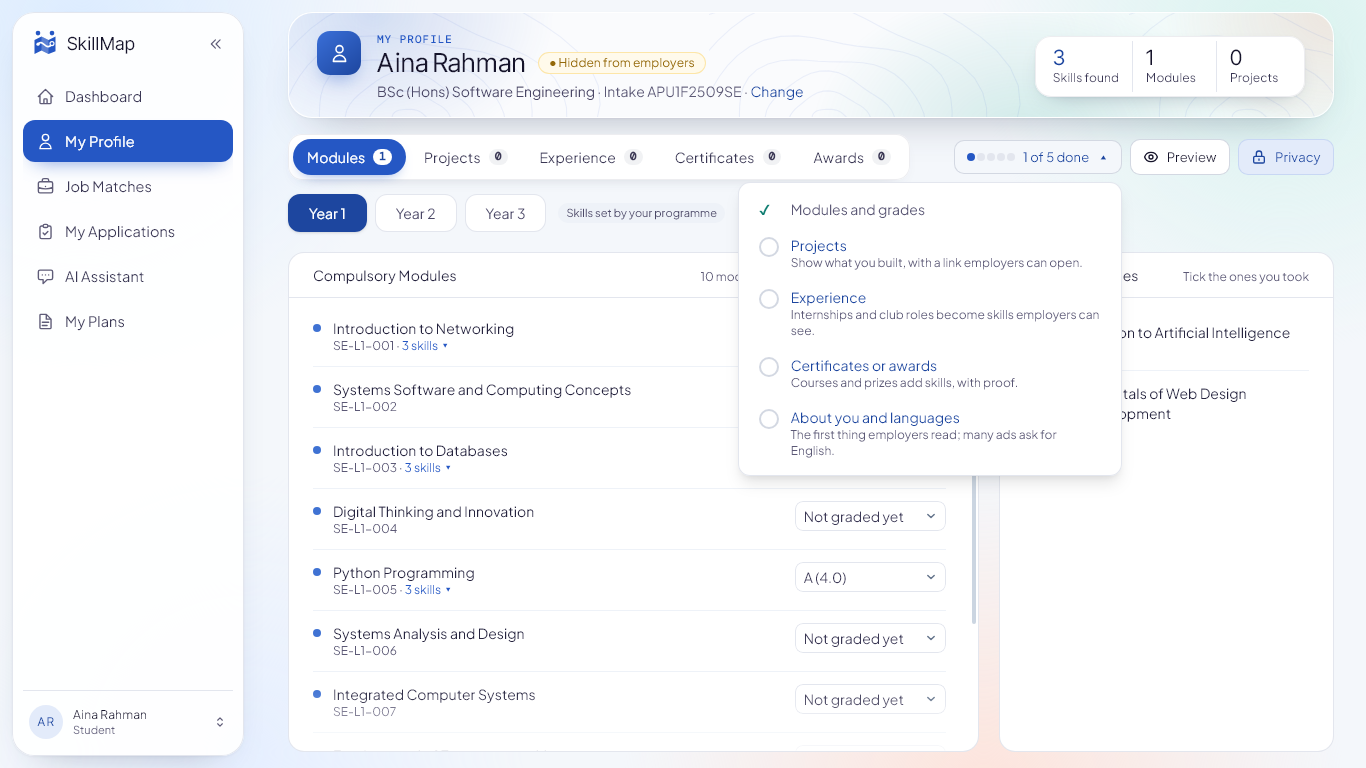 SkillMap
Dashboard
My Profile
Job Matches
My Applications
AI Assistant
My Plans
AR
Aina Rahman
Student
MY PROFILE
Aina Rahman
Hidden from employers
BSc (Hons) Software Engineering · Intake APU1F2509SE · Change
3
Skills found
1
Modules
0
Projects
Modules 1
Projects 0
Experience 0
Certificates 0
Awards 0
1 of 5 done
Preview
Privacy
Year 1
Year 2
Year 3
Skills set by your programme
Modules and grades
Projects
Show what you built, with a link employers can open.
Experience
Internships and club roles become skills employers can
see.
Certificates or awards
Courses and prizes add skills, with proof.
About you and languages
The first thing employers read; many ads ask for
English.
Compulsory Modules
10
Introduction to Networking
SE-L1-001 · 3 skills
Systems Software and Computing Concepts
SE-L1-002
Introduction to Databases
SE-L1-003 · 3 skills
Digital Thinking and Innovation
SE-L1-004
Not graded yet
Python Programming
SE-L1-005 · 3 skills
A (4.0)
Systems Analysis and Design
SE-L1-006
Not graded yet
Integrated Computer Systems
SE-L1-007
Not graded yet
Tick the ones you took
to Artificial Intelligence
of Web Design